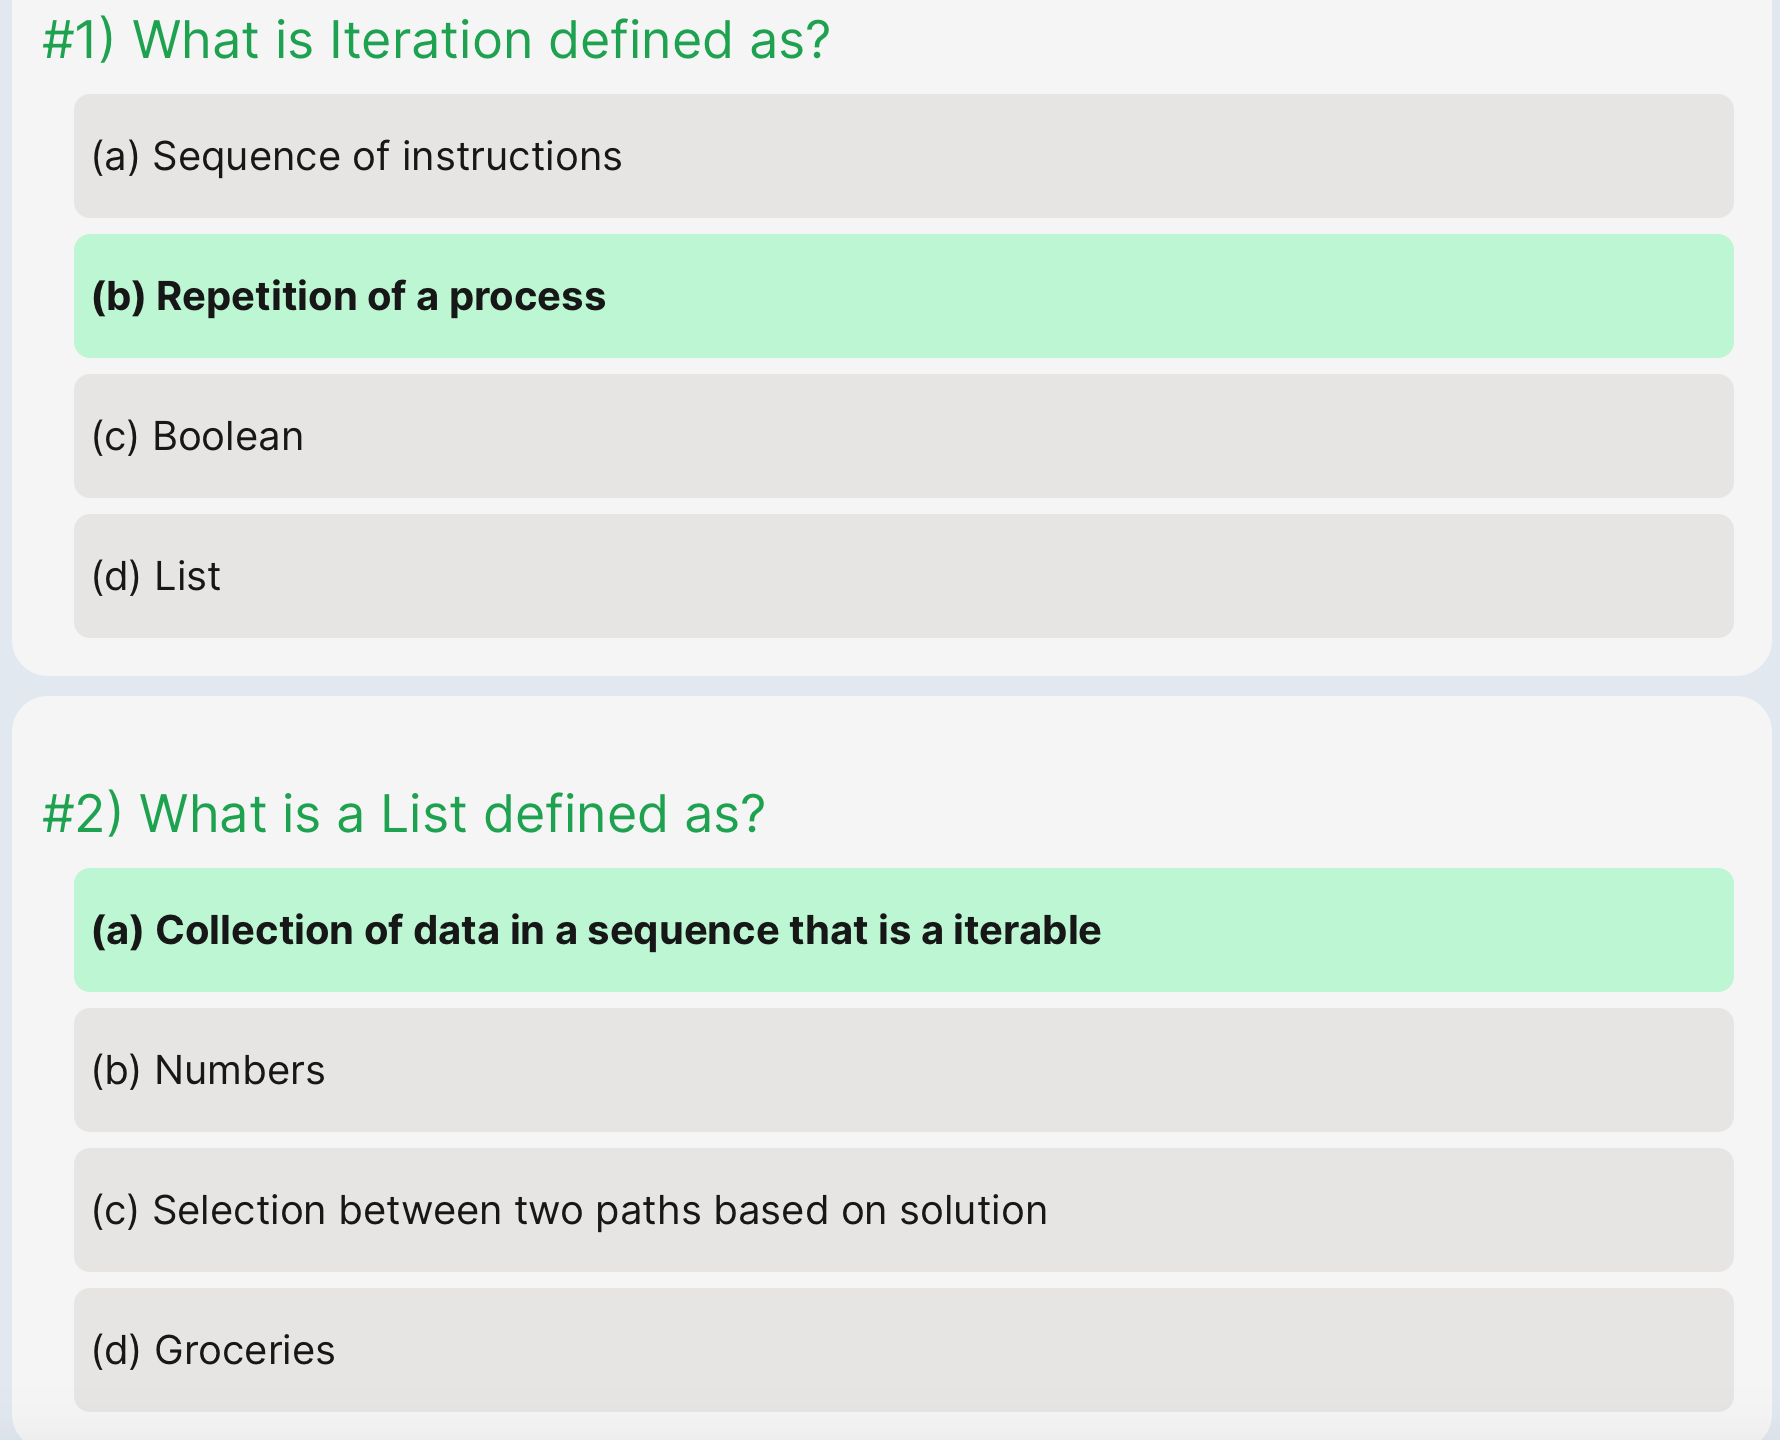 #1) What is Iteration defined as?
(a) Sequence of instructions
(b) Repetition of a process
(c) Boolean
(d) List
#2) What is a List defined as?
(a) Collection of data in a sequence that is a iterable
(b) Numbers
(c) Selection between two paths based on solution
(d) Groceries